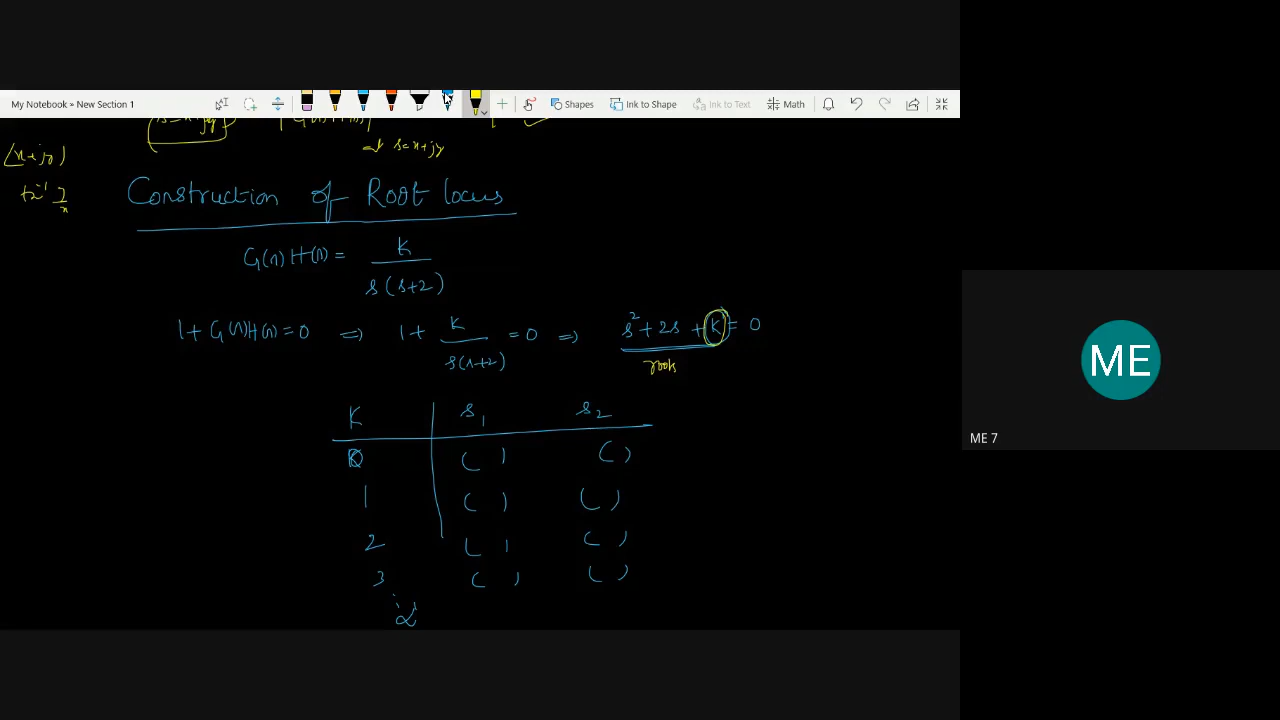 My Notebook » New Section 1
Shapes
Ink to Shape
Ink to Text
Math
s=x+jy
(x+jy)
Construction of Root locus
G(s)H(s) = K
s(s+2)
1+G(s)H(s)=0 ⇒ 1+ K/s(s+2) =0 ⇒ s²+2s+K = 0
roots
K s₁ s₂
0 ( ) ( )
1 ( ) ( )
2 ( ) ( )
3 ( ) ( )
ME
ME 7